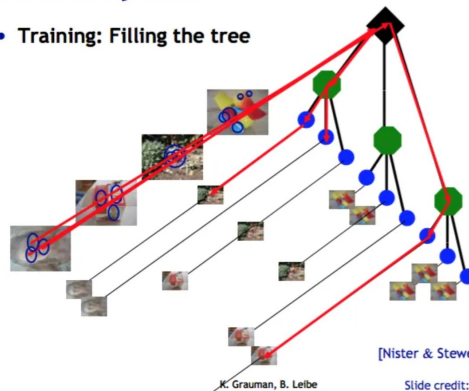 • Training: Filling the tree
[Nister & Stewe
K. Grauman, B. Leibe
Slide credit: